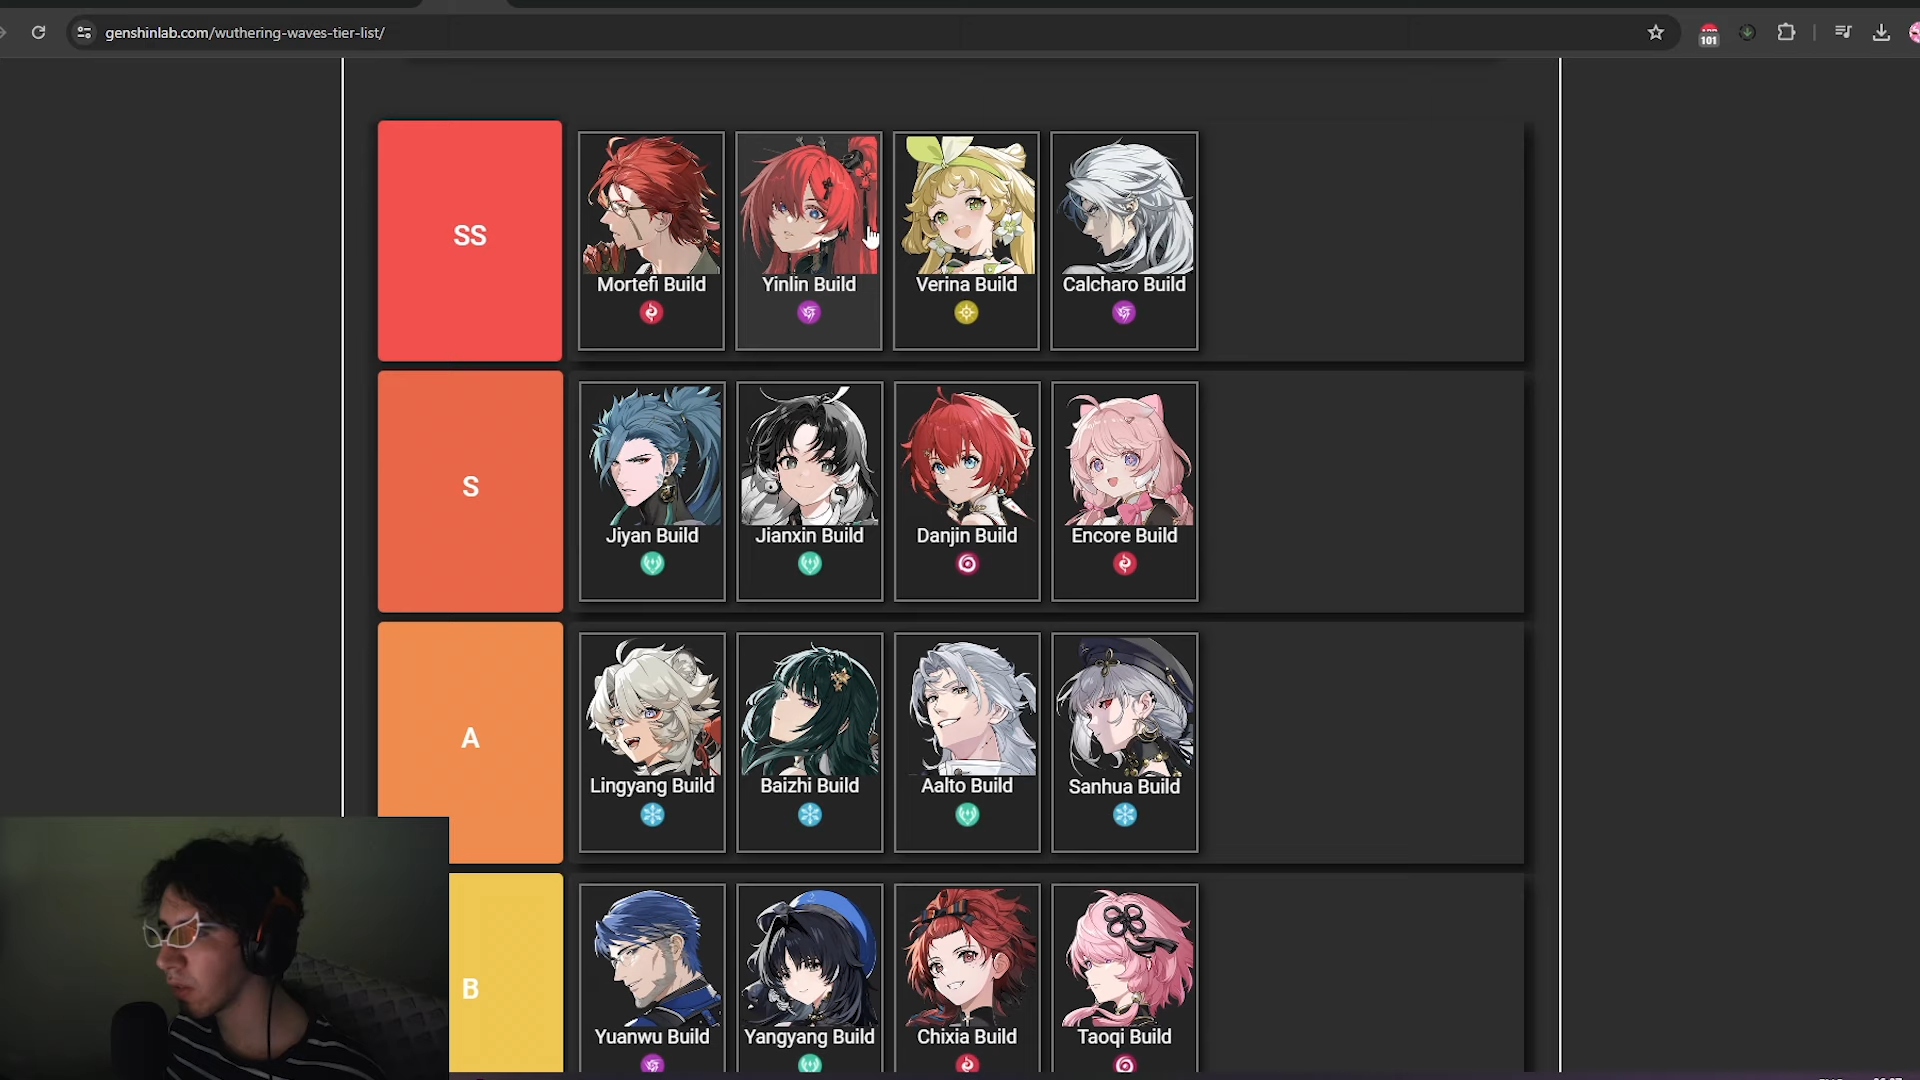 genshinlab.com/wuthering-waves-tier-list/
101
SS
Mortefi Build
Yinlin Build
Verina Build
Calcharo Build
S
Jiyan Build
Jianxin Build
Danjin Build
Encore Build
A
Lingyang Build
Baizhi Build
Aalto Build
Sanhua Build
B
Yuanwu Build
Yangyang Build
Chixia Build
Taoqi Build